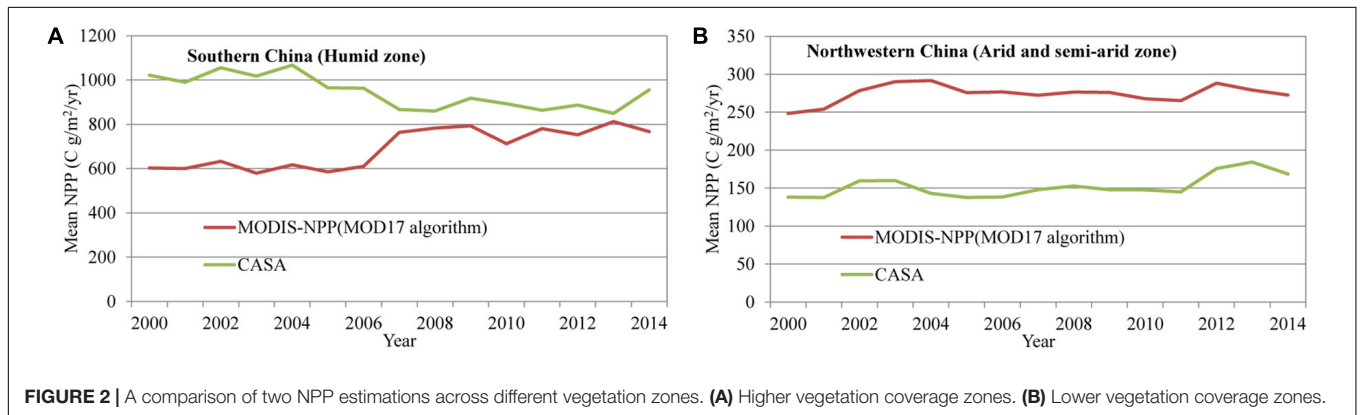 A
Southern China (Humid zone)
Mean NPP (C g/m²/yr)
1200
1000
800
600
400
200
0
MODIS-NPP(MOD17 algorithm)
CASA
2000 2002 2004 2006 2008 2010 2012 2014
Year
B
Northwestern China (Arid and semi-arid zone)
Mean NPP (C g/m²/yr)
350
300
250
200
150
100
50
0
MODIS-NPP(MOD17 algorithm)
CASA
2000 2002 2004 2006 2008 2010 2012 2014
Year
FIGURE 2 | A comparison of two NPP estimations across different vegetation zones. (A) Higher vegetation coverage zones. (B) Lower vegetation coverage zones.